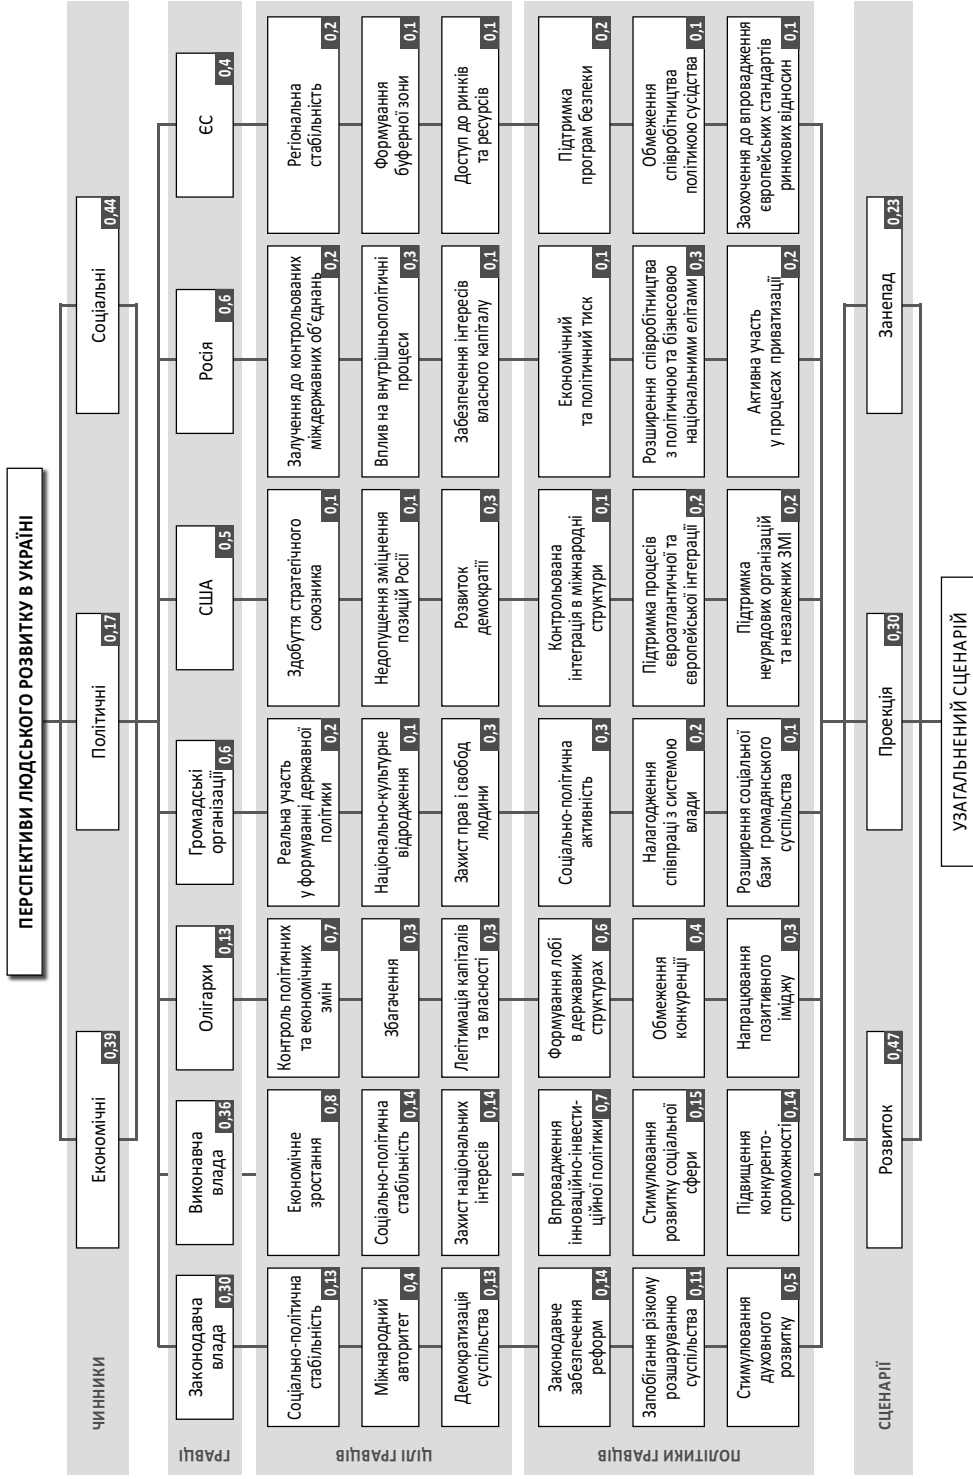 ПЕРСПЕКТИВИ ЛЮДСЬКОГО РОЗВИТКУ В УКРАЇНІ
ЧИННИКИ
Економічні
0,39
Політичні
0,17
Соціальні
0,44
ГРАВЦІ
Законодавча
влада
0,30
Виконавча
влада
0,36
Олігархи
0,13
Громадські
організації
0,6
США
0,5
Росія
0,6
ЄС
0,4
ЦІЛІ ГРАВЦІВ
Соціально-політична
стабільність
0,13
Економічне
зростання
0,8
Контроль політичних
та економічних
змін
0,7
Реальна участь
у формуванні державної
політики
0,2
Здобуття стратегічного
союзника
0,1
Залучення до контрольованих
міждержавних об’єднань
0,2
Регіональна
стабільність
0,2
Міжнародний
авторитет
0,4
Соціально-політична
стабільність
0,14
Збагачення
0,3
Національно-культурне
відродження
0,1
Недопущення зміцнення
позицій Росії
0,1
Вплив на внутрішньополітичні
процеси
0,3
Формування
буферної зони
0,1
Демократизація
суспільства
0,13
Захист національних
інтересів
0,14
Легітимація капіталів
та власності
0,3
Захист прав і свобод
людини
0,3
Розвиток
демократії
0,3
Забезпечення інтересів
власного капіталу
0,1
Доступ до ринків
та ресурсів
0,1
ПОЛІТИКИ ГРАВЦІВ
Законодавче
забезпечення
реформ
0,14
Впровадження
інноваційно-інвести-
ційної політики
0,7
Формування лобі
в державних
структурах
0,6
Соціально-політична
активність
0,3
Контрольована
інтеграція в міжнародні
структури
0,1
Економічний
та політичний тиск
0,1
Підтримка
програм безпеки
0,2
Запобігання різкому
розшаруванню
суспільства
0,11
Стимулювання
розвитку соціальної
сфери
0,15
Обмеження
конкуренції
0,4
Налагодження
співпраці з системою
влади
0,2
Підтримка процесів
євроатлантичної та
європейської інтеграції
0,2
Розширення співробітництва
з політичною та бізнесовою
національними елітами
0,3
Обмеження
співробітництва
політикою сусідства
0,1
Стимулювання
духовного
розвитку
0,5
Підвищення
конкуренто-
спроможності
0,14
Напрацювання
позитивного
іміджу
0,3
Розширення соціальної
бази громадянського
суспільства
0,1
Підтримка
неурядових організацій
та незалежних ЗМІ
0,2
Активна участь
у процесах приватизації
0,2
Заохочення до впровадження
європейських стандартів
ринкових відносин
0,1
СЦЕНАРІЇ
Розвиток
0,47
Проекція
0,30
Занепад
0,23
УЗАГАЛЬНЕНИЙ СЦЕНАРІЙ